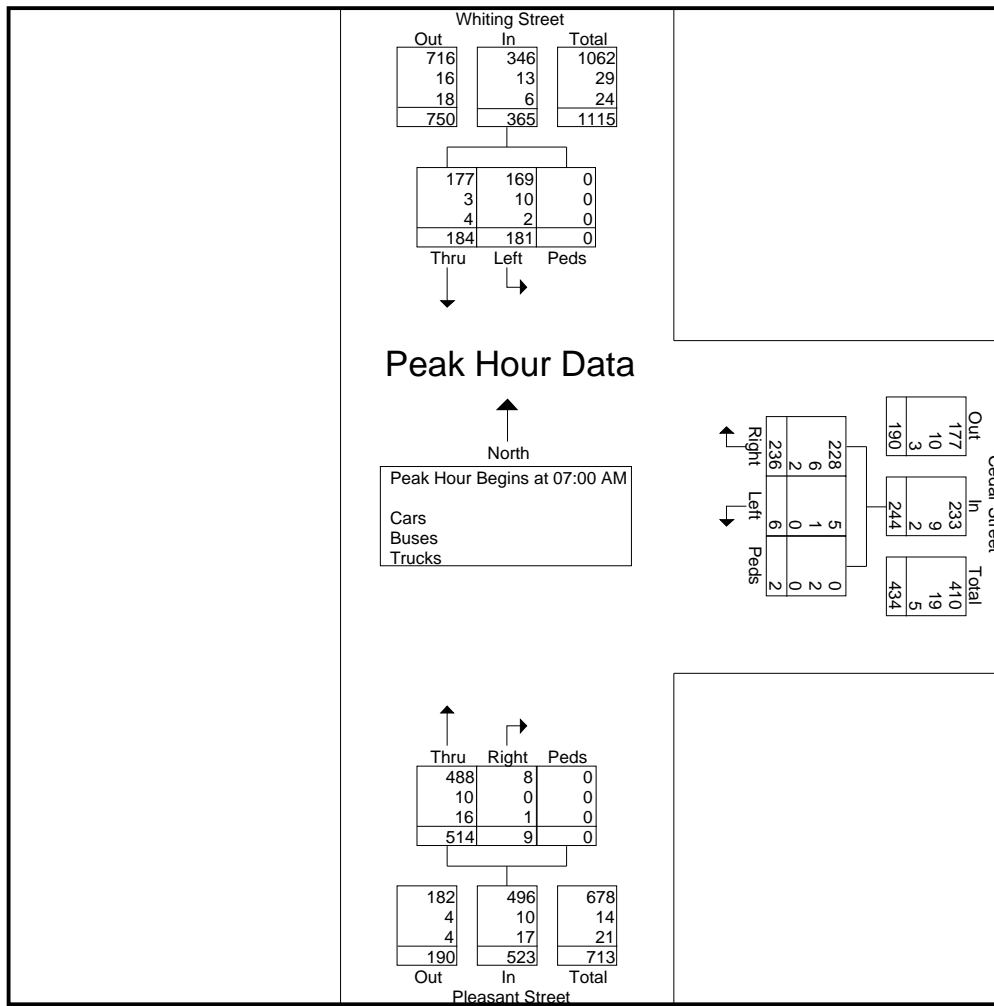 Whiting Street
Out In Total
716 346 1062
16 13 29
18 6 24
750 365 1115
177 169 0
3 10 0
4 2 0
184 181 0
Thru Left Peds
Peak Hour Data
North
Peak Hour Begins at 07:00 AM
Cars
Buses
Trucks
Cedar Street
Out In Total
177 233 410
10 9 19
3 2 5
190 244 434
228 5 0
6 1 2
2 0 0
236 6 2
Right Left Peds
Thru Right Peds
488 8 0
10 0 0
16 1 0
514 9 0
182 496 678
4 10 14
4 17 21
190 523 713
Out In Total
Pleasant Street